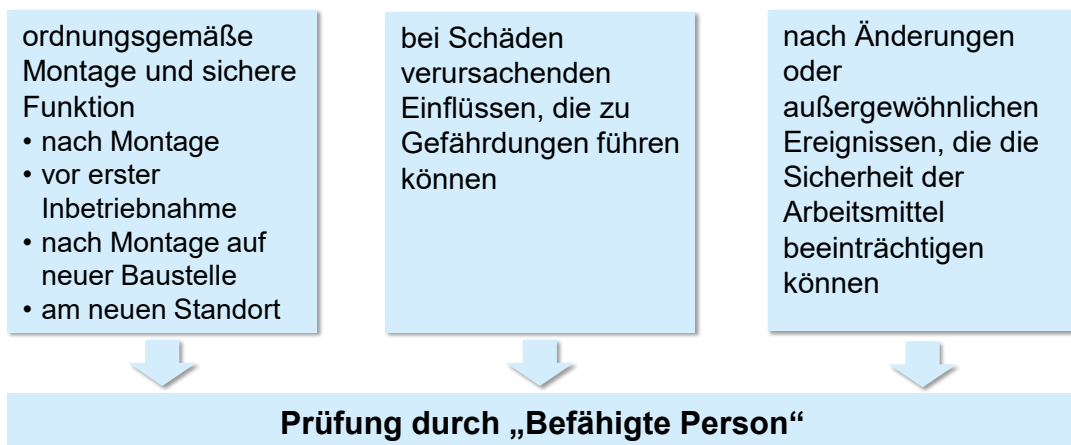 ordnungsgemäße
Montage und sichere
Funktion
• nach Montage
• vor erster
Inbetriebnahme
• nach Montage auf
neuer Baustelle
• am neuen Standort
bei Schäden
verursachenden
Einflüssen, die zu
Gefährdungen führen
können
nach Änderungen
oder
außergewöhnlichen
Ereignissen, die die
Sicherheit der
Arbeitsmittel
beeinträchtigen
können
Prüfung durch „Befähigte Person“